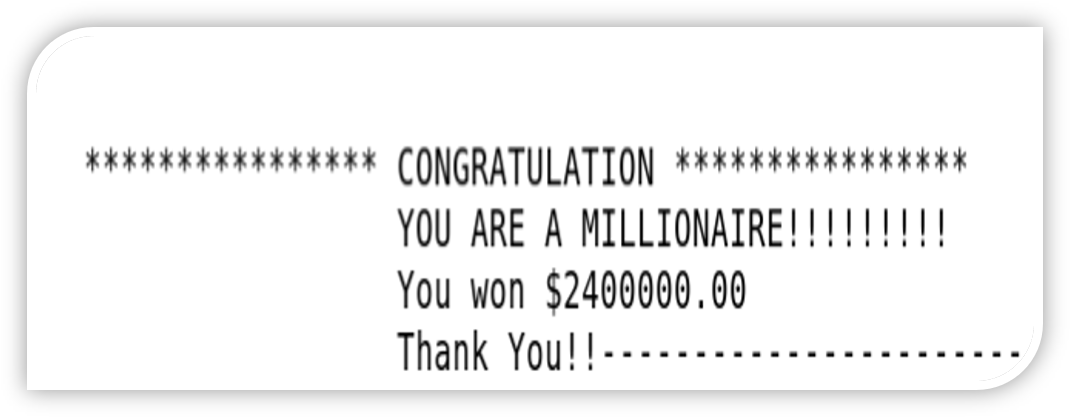 **************** CONGRATULATION ****************
YOU ARE A MILLIONAIRE!!!!!!!!!
You won $2400000.00
Thank You!!-----------------------